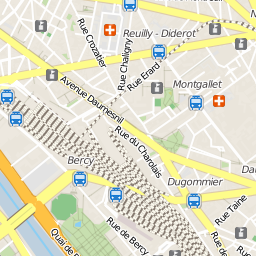 Reuilly - Diderot
Rue Crozatier
Rue Chaligny
Rue Erard
Montgallet
Avenue Daumesnil
Rue du Charolais
Bercy
Dugommier
Rue Taine
Rue de Bercy
Quai de